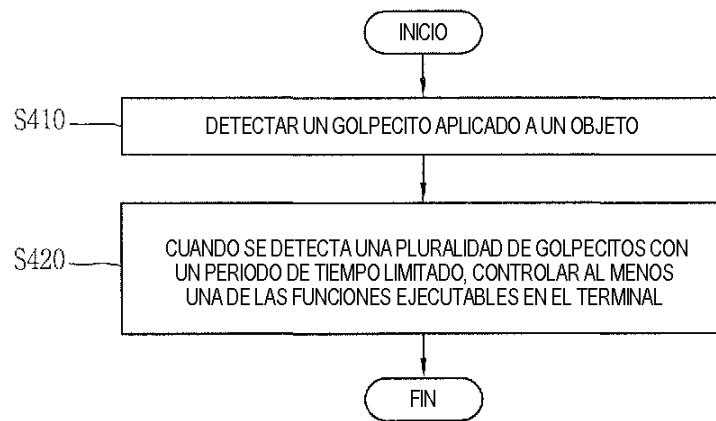 INICIO
S410
DETECTAR UN GOLPECITO APLICADO A UN OBJETO
S420
CUANDO SE DETECTA UNA PLURALIDAD DE GOLPECITOS CON
UN PERIODO DE TIEMPO LIMITADO, CONTROLAR AL MENOS
UNA DE LAS FUNCIONES EJECUTABLES EN EL TERMINAL
FIN